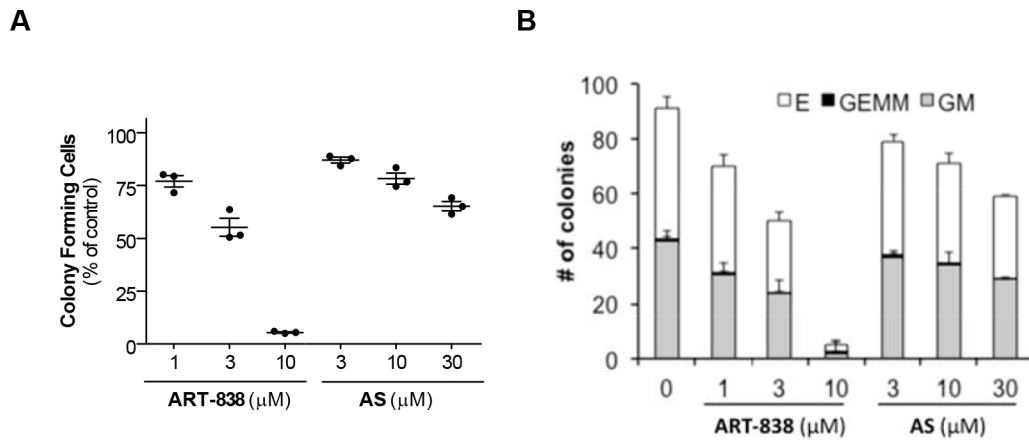 A
Colony Forming Cells
(% of control)
100
75
50
25
0
1 3 10 3 10 30
ART-838 (μM) AS (μM)
B
# of colonies
100
80
60
40
20
0
E GEMM GM
0 1 3 10 3 10 30
ART-838 (μM) AS (μM)